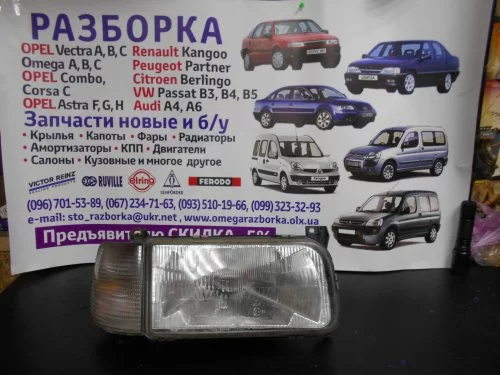 РАЗБОРКА
OPEL Vectra A, B, C Renault Kangoo
Omega A, B, C Peugeot Partner
OPEL Combo, Citroen Berlingo
Corsa C VW Passat B3, B4, B5
OPEL Astra F, G, H Audi A4, A6
Запчасти новые и б/у
• Крылья • Капоты • Фары • Радиаторы
• Амортизаторы • КПП • Двигатели
• Салоны • Кузовные и многое другое
VICTOR REINZ RUVILLE elring LEMFÖRDER FERODO
(096) 701-53-89, (067) 234-71-63, (093) 510-19-66, (099) 323-32-93
e-mail: sto_razborka@ukr.net , www.omegarazborka.olx.ua
Предъявителю СКИДКА - 5%